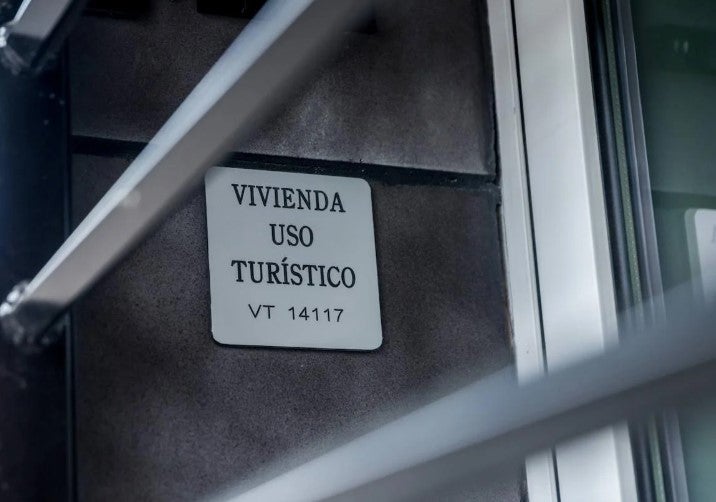 VIVIENDA
USO
TURÍSTICO
VT 14117